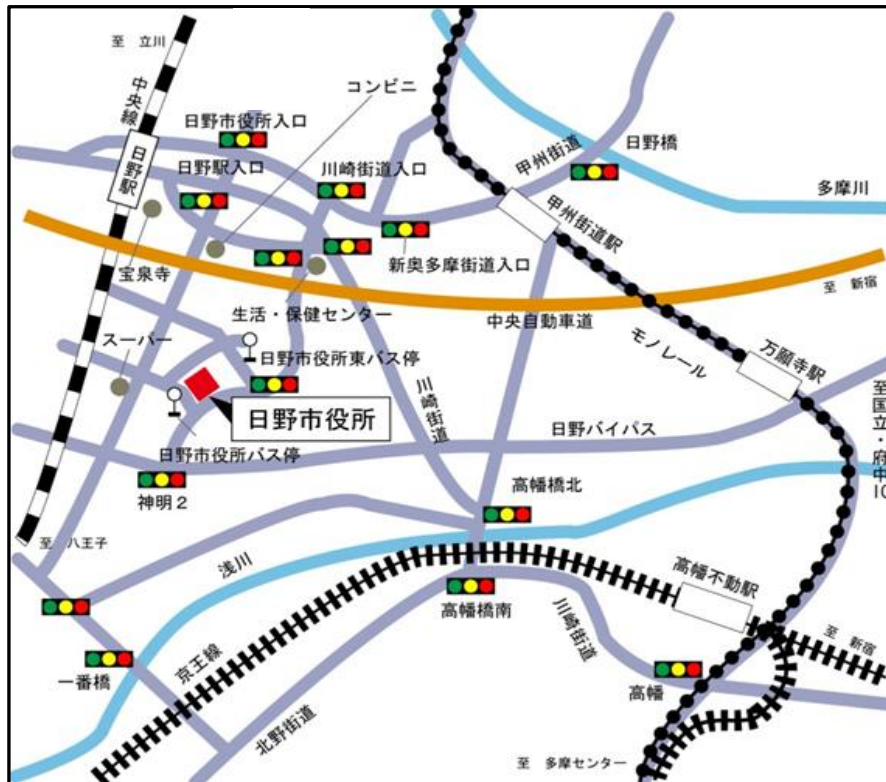 至 立川
中央線
日野駅
コンビニ
日野市役所入口
日野駅入口
川崎街道入口
甲州街道
日野橋
多摩川
甲州街道駅
新奥多摩街道入口
宝泉寺
至 新宿
生活・保健センター
中央自動車道
モノレール
スーパー
日野市役所東バス停
万願寺駅
川崎街道
日野市役所
日野バイパス
至国立・府中IC
日野市役所バス停
神明2
高幡橋北
至 八王子
浅川
高幡不動駅
高幡橋南
川崎街道
至 新宿
京王線
一番橋
高幡
北野街道
至 多摩センター